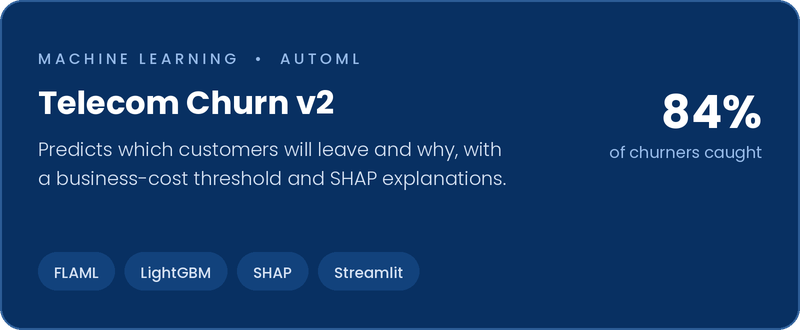 MACHINE LEARNING • AUTOML
Telecom Churn v2
Predicts which customers will leave and why, with
a business-cost threshold and SHAP explanations.
84%
of churners caught
FLAML
LightGBM
SHAP
Streamlit